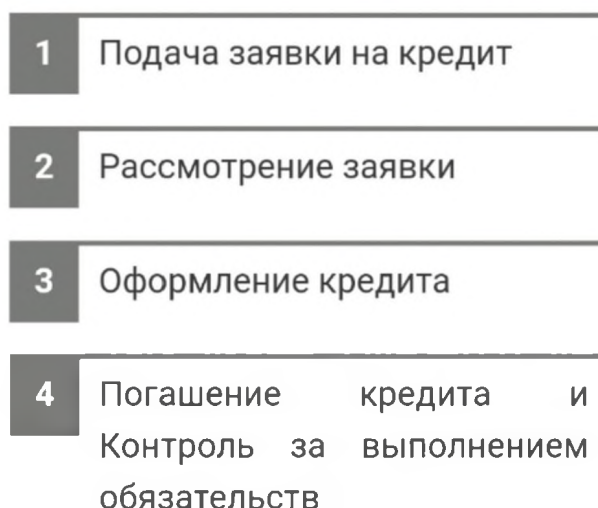 1 Подача заявки на кредит
2 Рассмотрение заявки
3 Оформление кредита
4 Погашение кредита и
Контроль за выполнением
обязательств